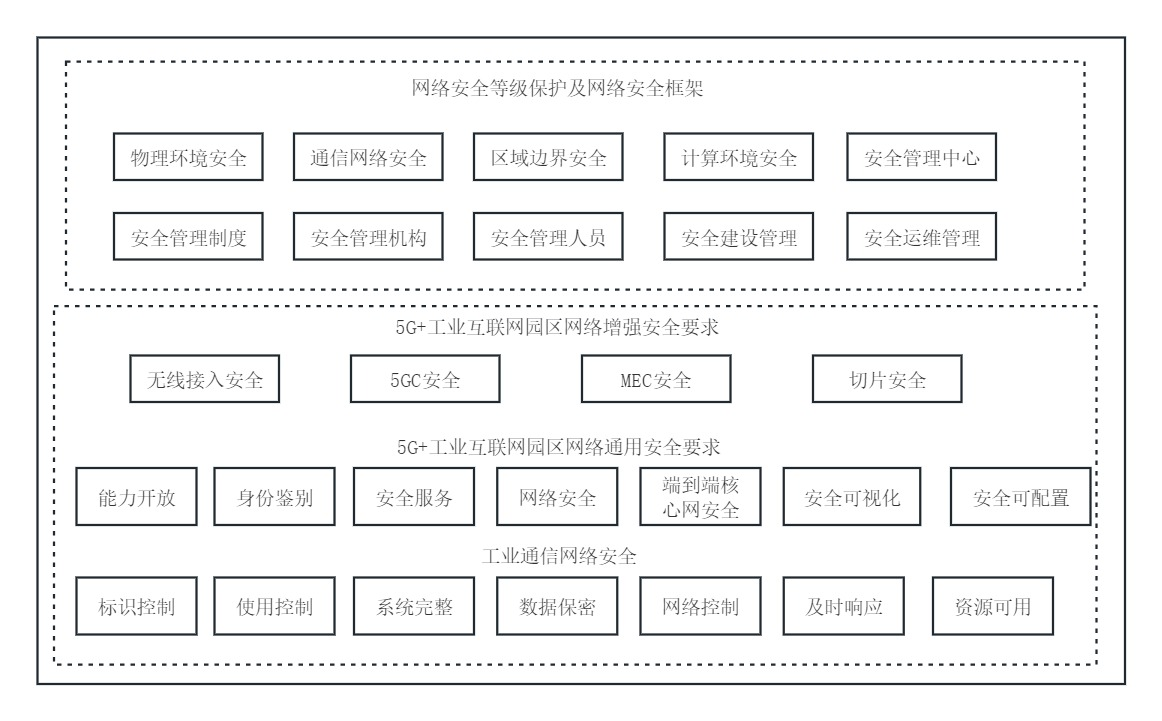 网络安全等级保护及网络安全框架
物理环境安全
通信网络安全
区域边界安全
计算环境安全
安全管理中心
安全管理制度
安全管理机构
安全管理人员
安全建设管理
安全运维管理
5G+工业互联网园区网络增强安全要求
无线接入安全
5GC安全
MEC安全
切片安全
5G+工业互联网园区网络通用安全要求
能力开放
身份鉴别
安全服务
网络安全
端到端核
心网安全
安全可视化
安全可配置
工业通信网络安全
标识控制
使用控制
系统完整
数据保密
网络控制
及时响应
资源可用